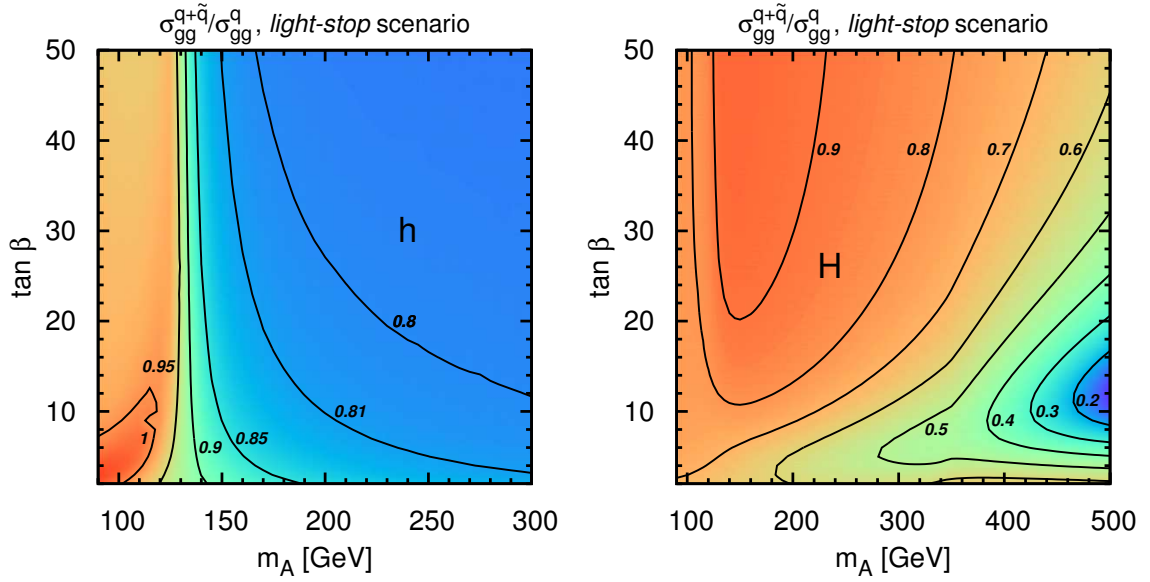 σ_gg^{q+q̃}/σ_gg^q, light-stop scenario
50
40
30
20
10
tan β
h
0.8
0.81
0.85
0.9
0.95
1
100 150 200 250 300
m_A [GeV]
σ_gg^{q+q̃}/σ_gg^q, light-stop scenario
50
40
30
20
10
tan β
H
0.9 0.8 0.7 0.6
0.5 0.4 0.3 0.2
100 200 300 400 500
m_A [GeV]